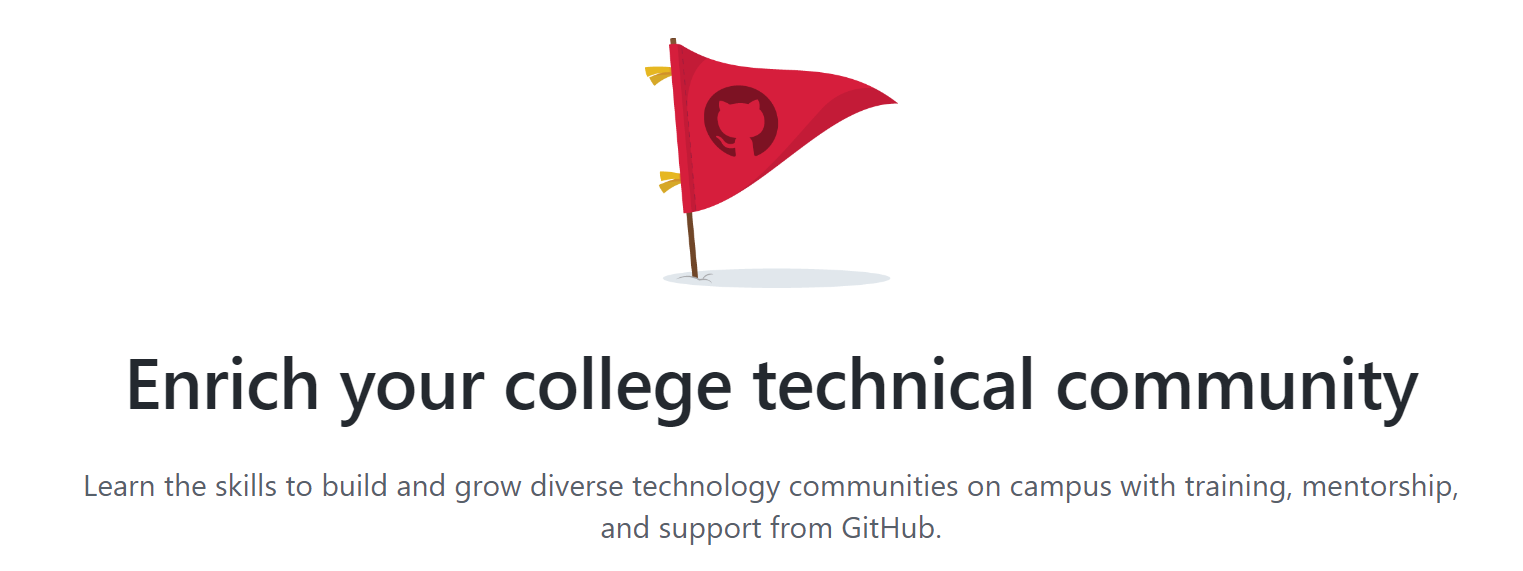 Enrich your college technical community
Learn the skills to build and grow diverse technology communities on campus with training, mentorship,
and support from GitHub.